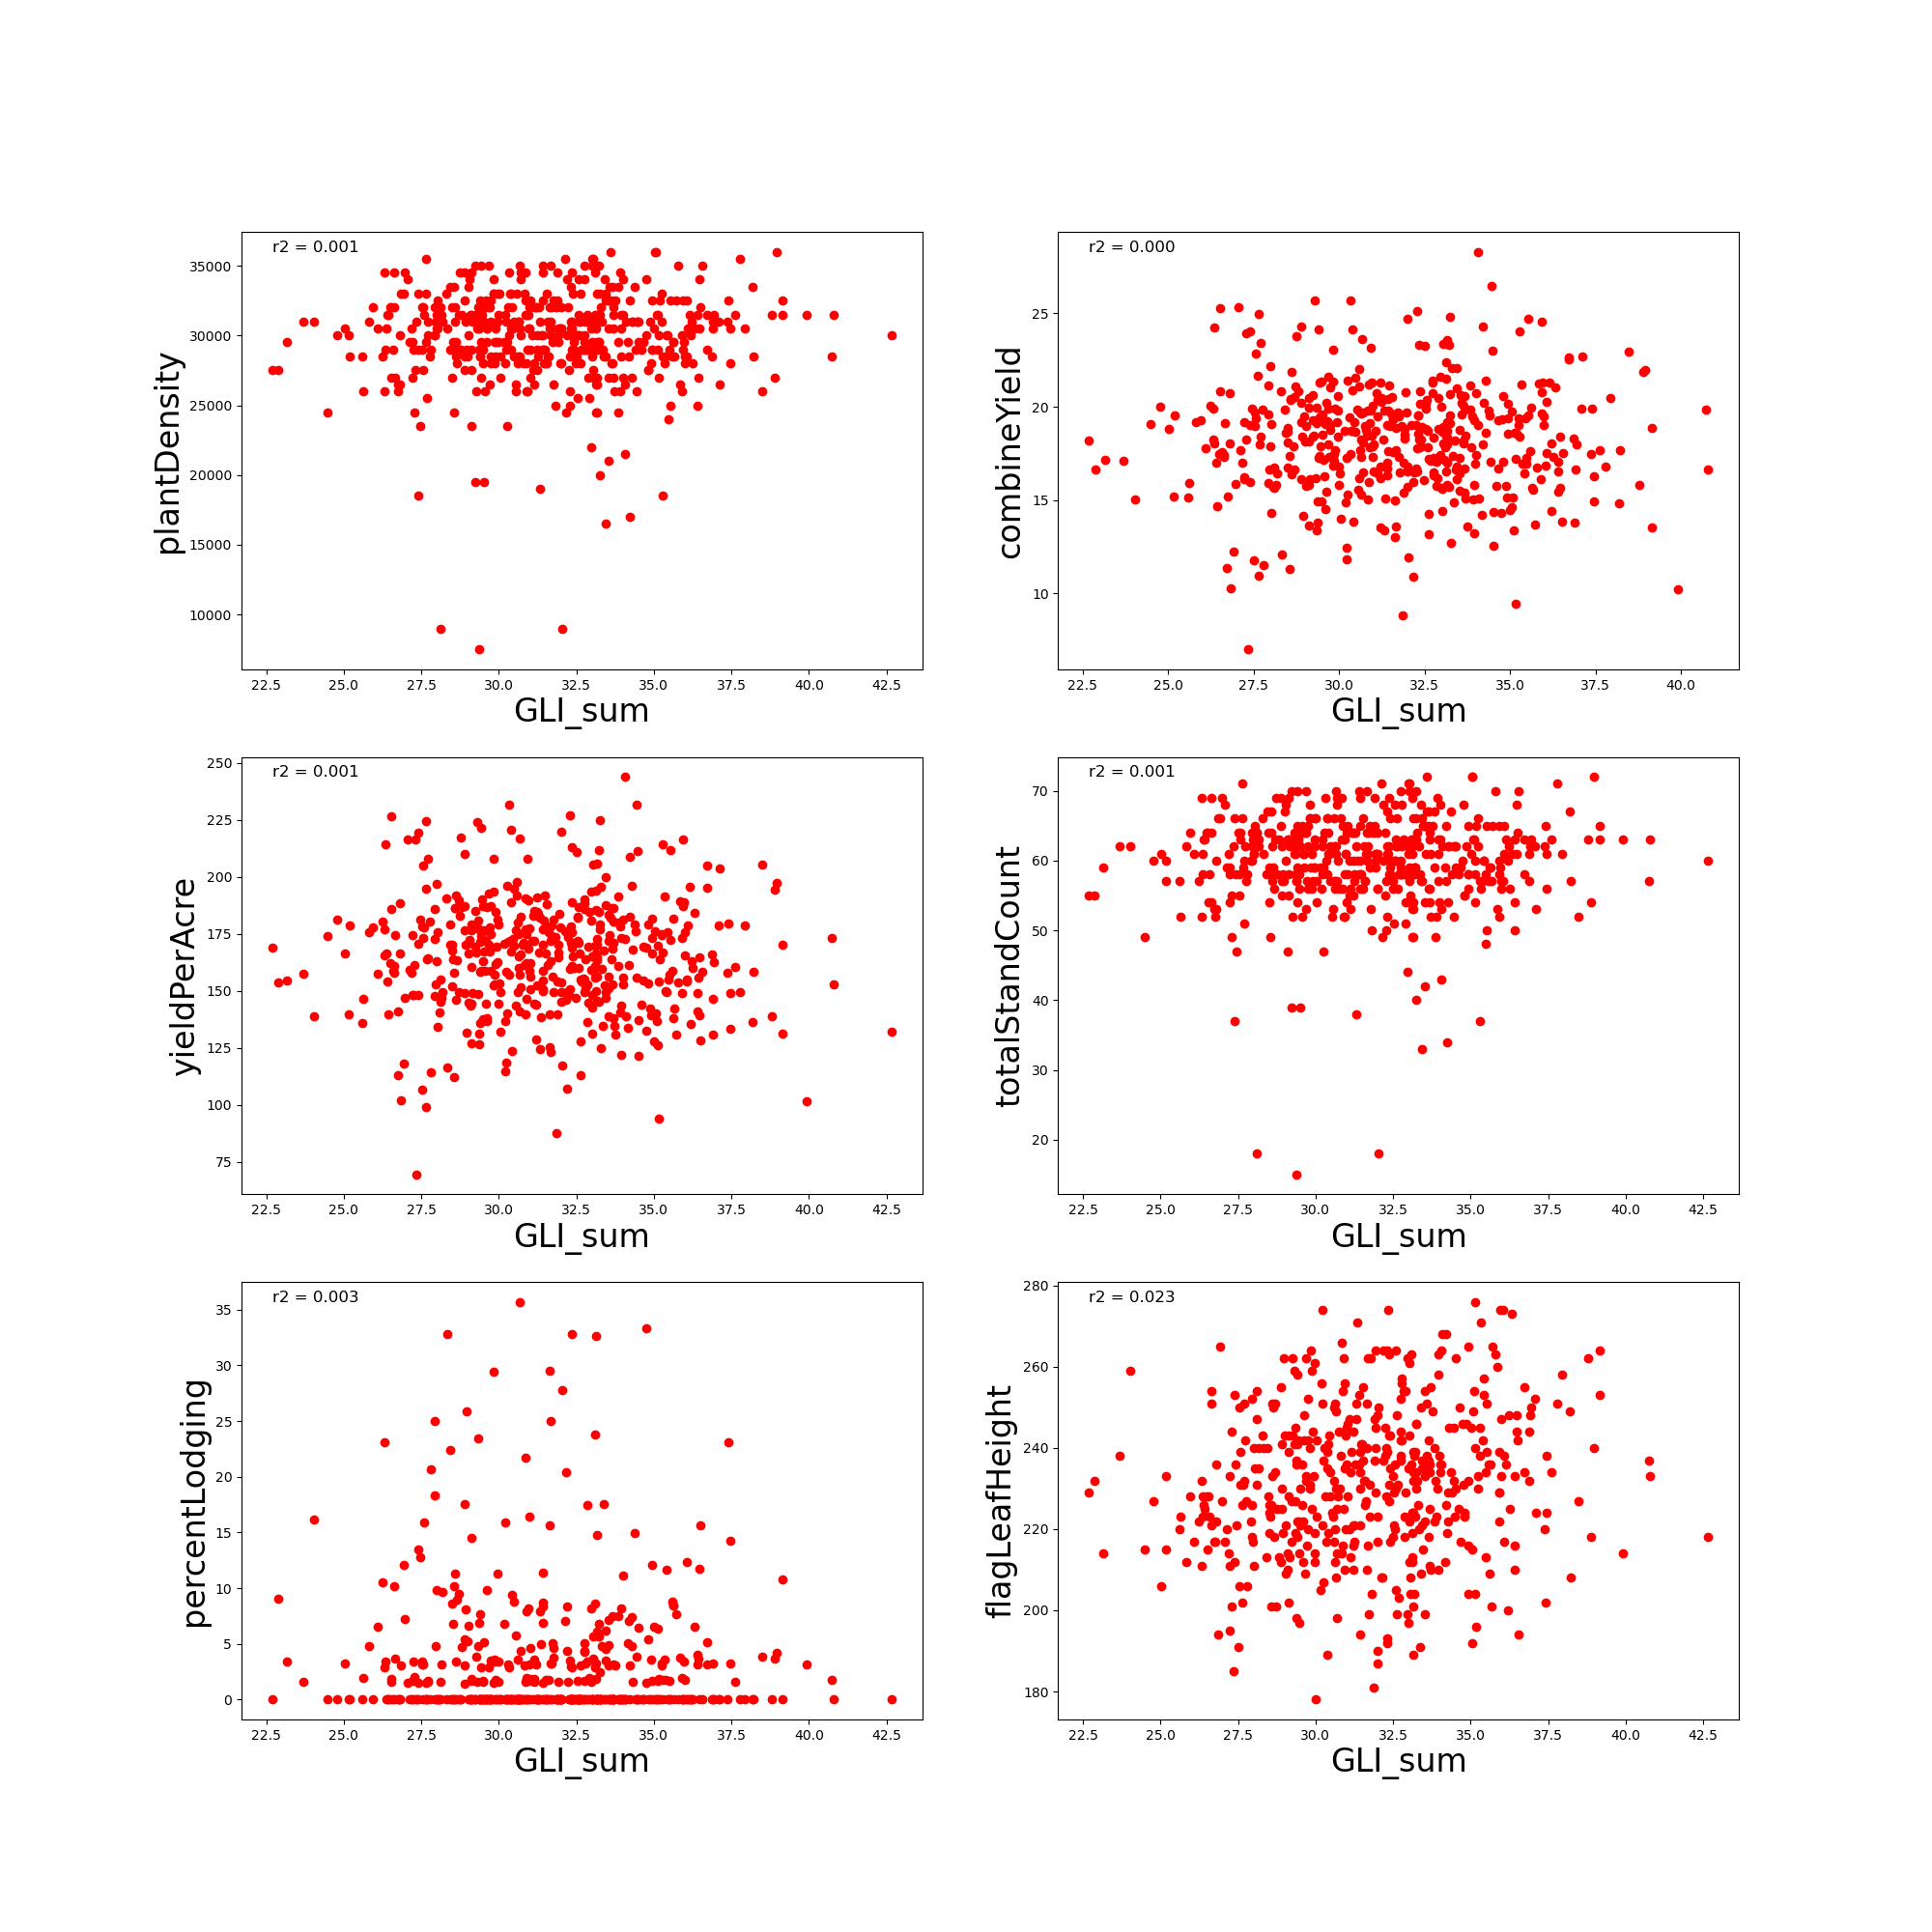 r2 = 0.001
35000
30000
25000
20000
15000
10000
plantDensity
22.5 25.0 27.5 30.0 32.5 35.0 37.5 40.0 42.5
GLI_sum
r2 = 0.000
25
20
15
10
combineYield
22.5 25.0 27.5 30.0 32.5 35.0 37.5 40.0
GLI_sum
r2 = 0.001
250
225
200
175
150
125
100
75
yieldPerAcre
22.5 25.0 27.5 30.0 32.5 35.0 37.5 40.0 42.5
GLI_sum
r2 = 0.001
70
60
50
40
30
20
totalStandCount
22.5 25.0 27.5 30.0 32.5 35.0 37.5 40.0 42.5
GLI_sum
r2 = 0.003
35
30
25
20
15
10
5
0
percentLodging
22.5 25.0 27.5 30.0 32.5 35.0 37.5 40.0 42.5
GLI_sum
r2 = 0.023
280
260
240
220
200
180
flagLeafHeight
22.5 25.0 27.5 30.0 32.5 35.0 37.5 40.0 42.5
GLI_sum